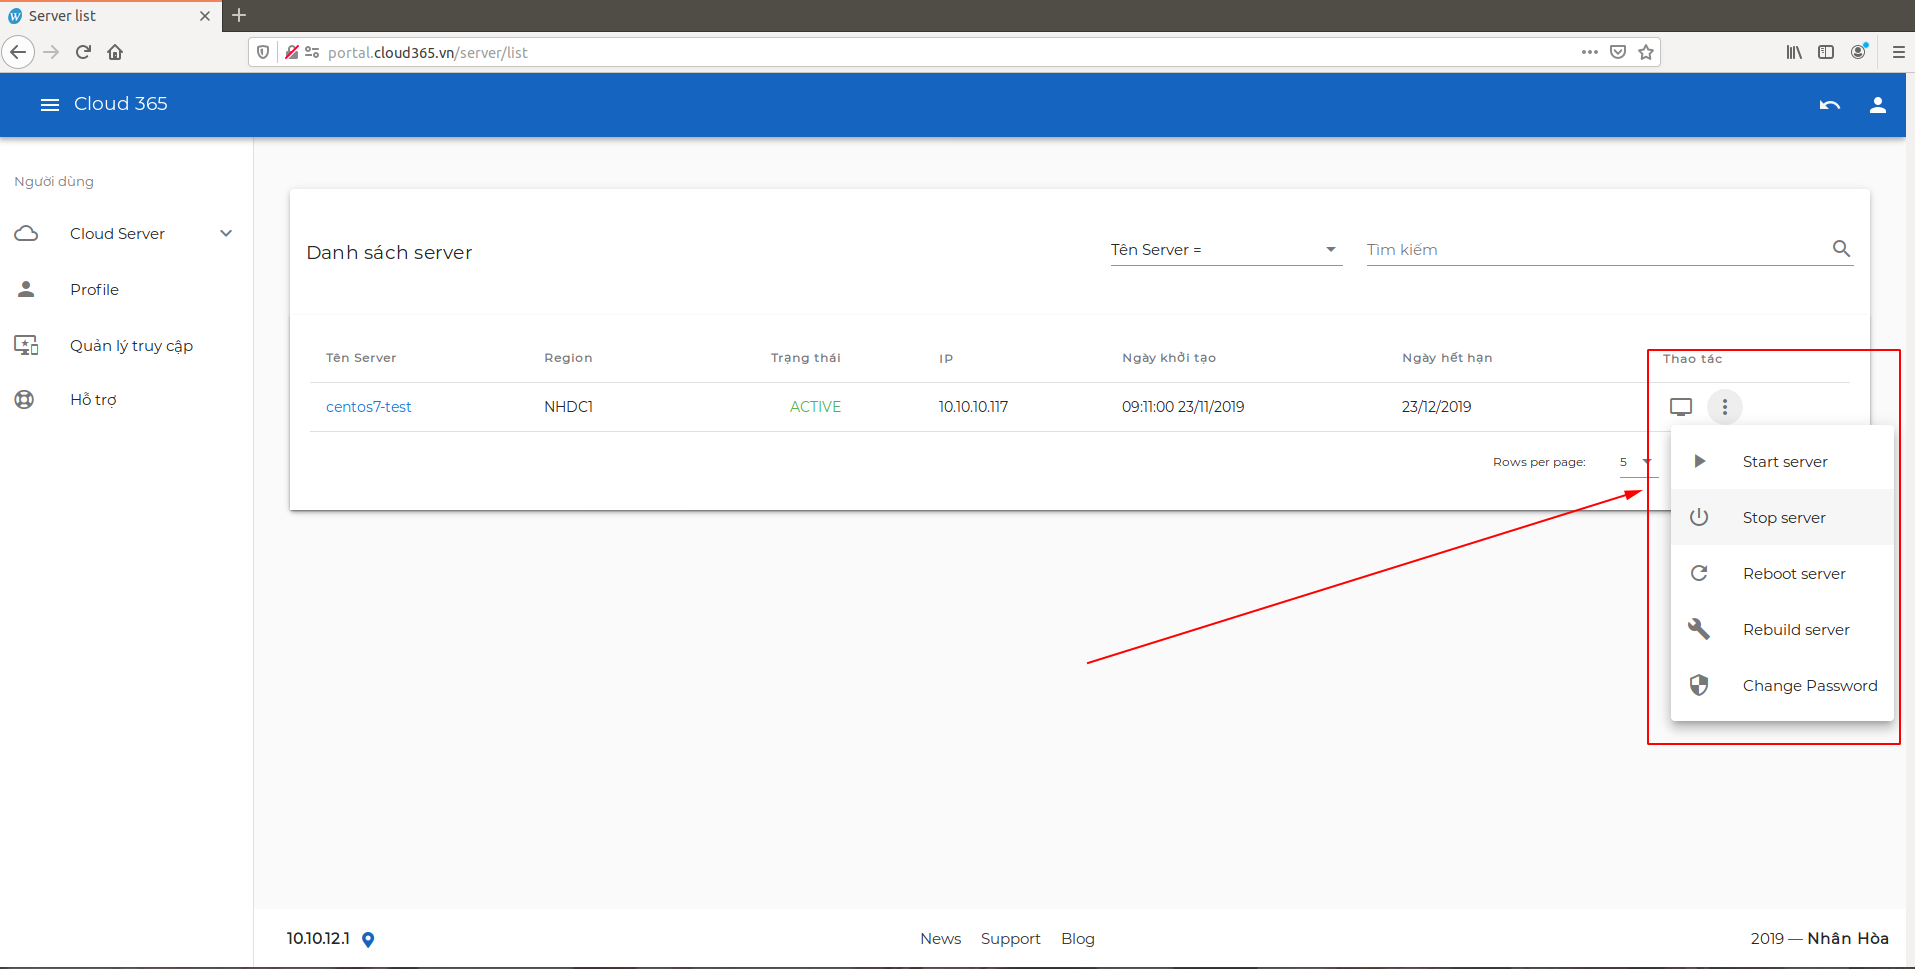 Server list
portal.cloud365.vn/server/list
Cloud 365
Người dùng
Cloud Server
Profile
Quản lý truy cập
Hỗ trợ
Danh sách server
Tên Server =
Tìm kiếm
Tên Server Region Trạng thái IP Ngày khởi tạo Ngày hết hạn Thao tác
centos7-test NHDC1 ACTIVE 10.10.10.117 09:11:00 23/11/2019 23/12/2019
Rows per page: 5
Start server
Stop server
Reboot server
Rebuild server
Change Password
10.10.12.1 News Support Blog 2019 — Nhân Hòa